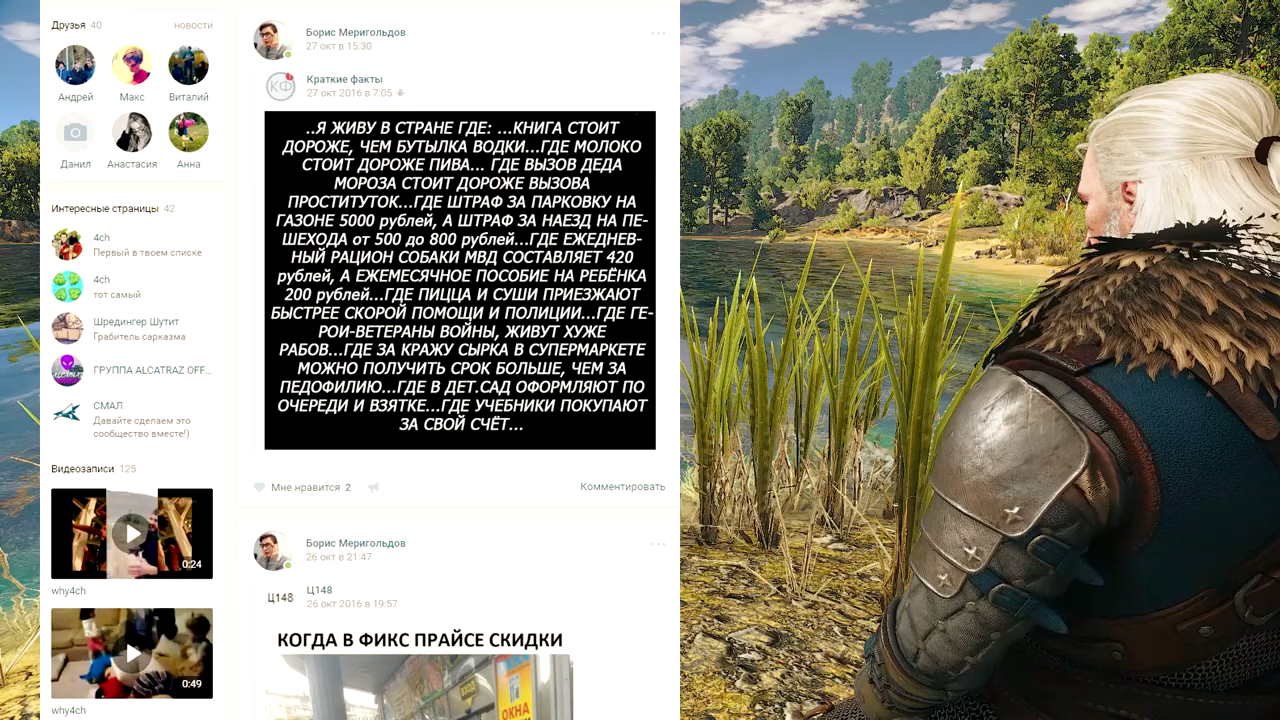 Друзья 40
новости
Андрей
Макс
Виталий
Данил
Анастасия
Анна
Интересные страницы 42
4ch
Первый в твоем списке
4ch
тот самый
Шредингер Шутит
Грабитель сарказма
ГРУППА ALCATRAZ OFF...
СМАЛ
Давайте сделаем это
сообщество вместе!)
Видеозаписи 125
0:24
why4ch
0:49
why4ch
Борис Меригольдов
27 окт в 15:30
КФ
Краткие факты
27 окт 2016 в 7:05
..Я ЖИВУ В СТРАНЕ ГДЕ: ...КНИГА СТОИТ
ДОРОЖЕ, ЧЕМ БУТЫЛКА ВОДКИ...ГДЕ МОЛОКО
СТОИТ ДОРОЖЕ ПИВА... ГДЕ ВЫЗОВ ДЕДА
МОРОЗА СТОИТ ДОРОЖЕ ВЫЗОВА
ПРОСТИТУТОК...ГДЕ ШТРАФ ЗА ПАРКОВКУ НА
ГАЗОНЕ 5000 рублей, А ШТРАФ ЗА НАЕЗД НА ПЕ-
ШЕХОДА от 500 до 800 рублей...ГДЕ ЕЖЕДНЕВ-
НЫЙ РАЦИОН СОБАКИ МВД СОСТАВЛЯЕТ 420
рублей, А ЕЖЕМЕСЯЧНОЕ ПОСОБИЕ НА РЕБЁНКА
200 рублей...ГДЕ ПИЦЦА И СУШИ ПРИЕЗЖАЮТ
БЫСТРЕЕ СКОРОЙ ПОМОЩИ И ПОЛИЦИИ...ГДЕ ГЕ-
РОИ-ВЕТЕРАНЫ ВОЙНЫ, ЖИВУТ ХУЖЕ
РАБОВ...ГДЕ ЗА КРАЖУ СЫРКА В СУПЕРМАРКЕТЕ
МОЖНО ПОЛУЧИТЬ СРОК БОЛЬШЕ, ЧЕМ ЗА
ПЕДОФИЛИЮ...ГДЕ В ДЕТ.САД ОФОРМЛЯЮТ ПО
ОЧЕРЕДИ И ВЗЯТКЕ...ГДЕ УЧЕБНИКИ ПОКУПАЮТ
ЗА СВОЙ СЧЁТ...
Мне нравится 2
Комментировать
Борис Меригольдов
26 окт в 21:47
Ц148
Ц148
26 окт 2016 в 19:57
КОГДА В ФИКС ПРАЙСЕ СКИДКИ
ОКНА